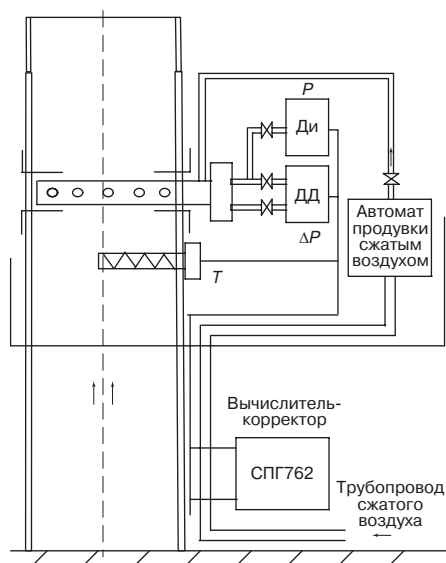 P
Ди
ДД
ΔP
T
Автомат
продувки
сжатым
воздухом
Вычислитель-
корректор
СПГ762
Трубопровод
сжатого
воздуха